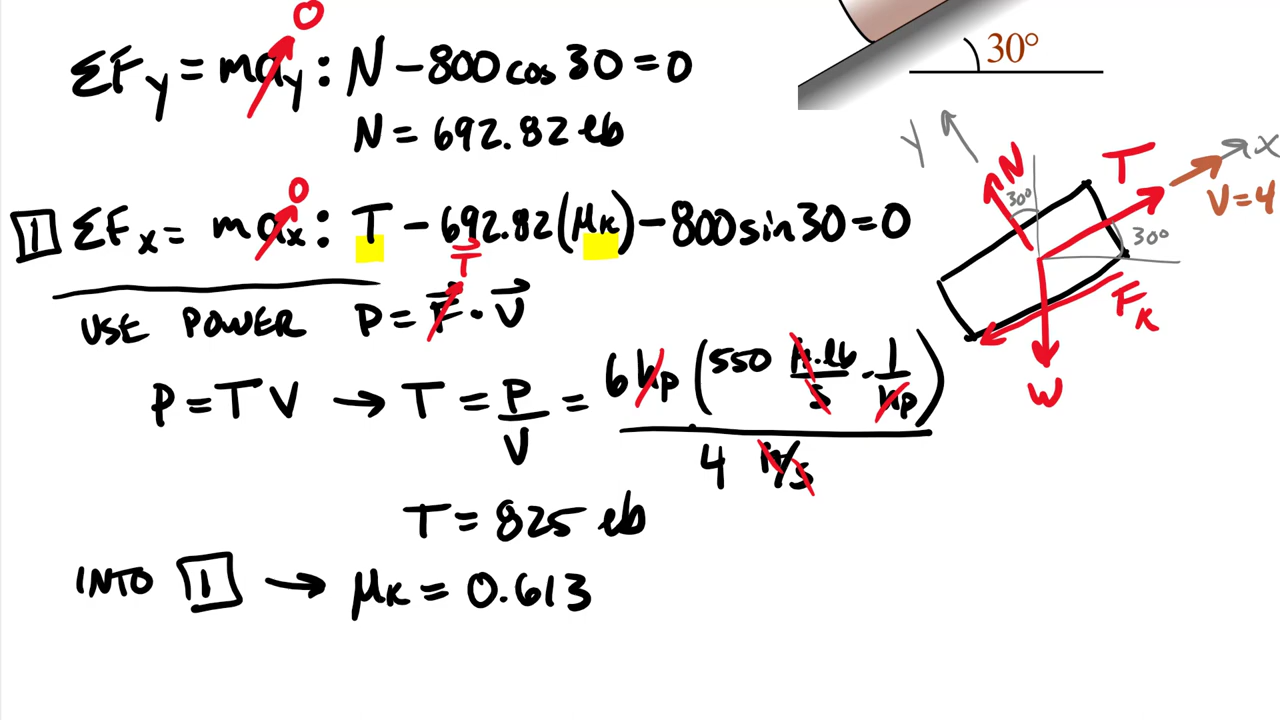 ΣFy = may : N − 800 cos 30 = 0
N = 692.82 lb
0
30°
1 ΣFx = max : T − 692.82 (μK) − 800 sin 30 = 0
0
T
USE POWER P = F · V
P = TV → T = P/V = 6 hp (550 ft·lb/s · 1/hp) / 4 ft/s
T = 825 lb
INTO 1 → μK = 0.613
Y
N
30°
T
X
V = 4
30°
FK
W